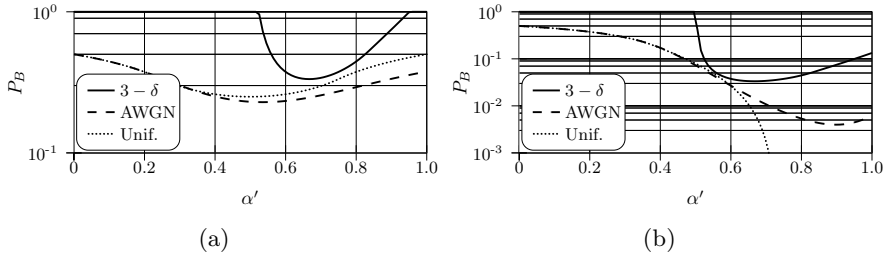 10^0
10^-1
P_B
3 − δ
AWGN
Unif.
0
0.2
0.4
0.6
0.8
1.0
α′
(a)
10^0
10^-1
10^-2
10^-3
P_B
3 − δ
AWGN
Unif.
0
0.2
0.4
0.6
0.8
1.0
α′
(b)